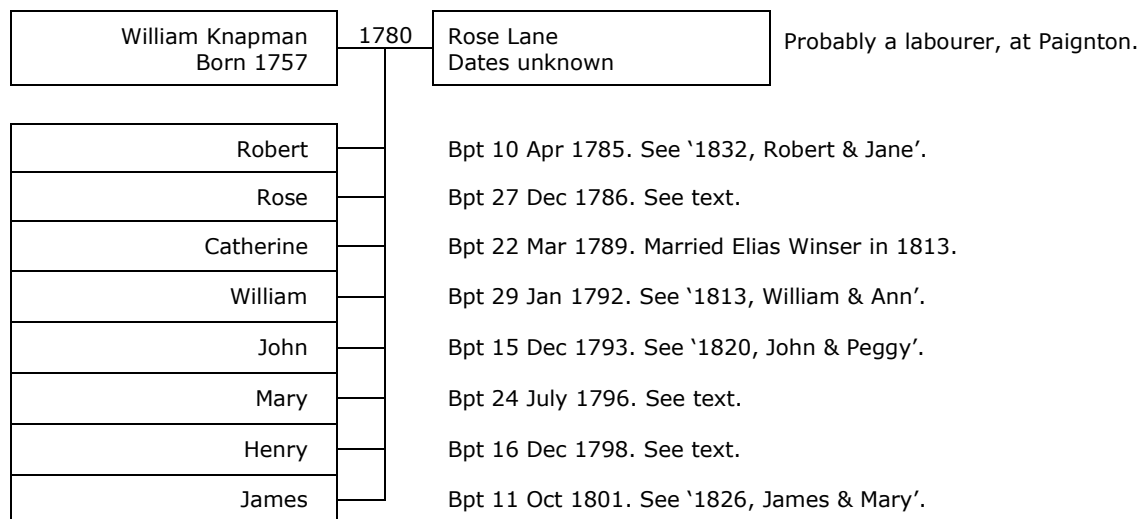 William Knapman
Born 1757
1780
Rose Lane
Dates unknown
Probably a labourer, at Paignton.
Robert
Bpt 10 Apr 1785. See ‘1832, Robert & Jane’.
Rose
Bpt 27 Dec 1786. See text.
Catherine
Bpt 22 Mar 1789. Married Elias Winser in 1813.
William
Bpt 29 Jan 1792. See ‘1813, William & Ann’.
John
Bpt 15 Dec 1793. See ‘1820, John & Peggy’.
Mary
Bpt 24 July 1796. See text.
Henry
Bpt 16 Dec 1798. See text.
James
Bpt 11 Oct 1801. See ‘1826, James & Mary’.